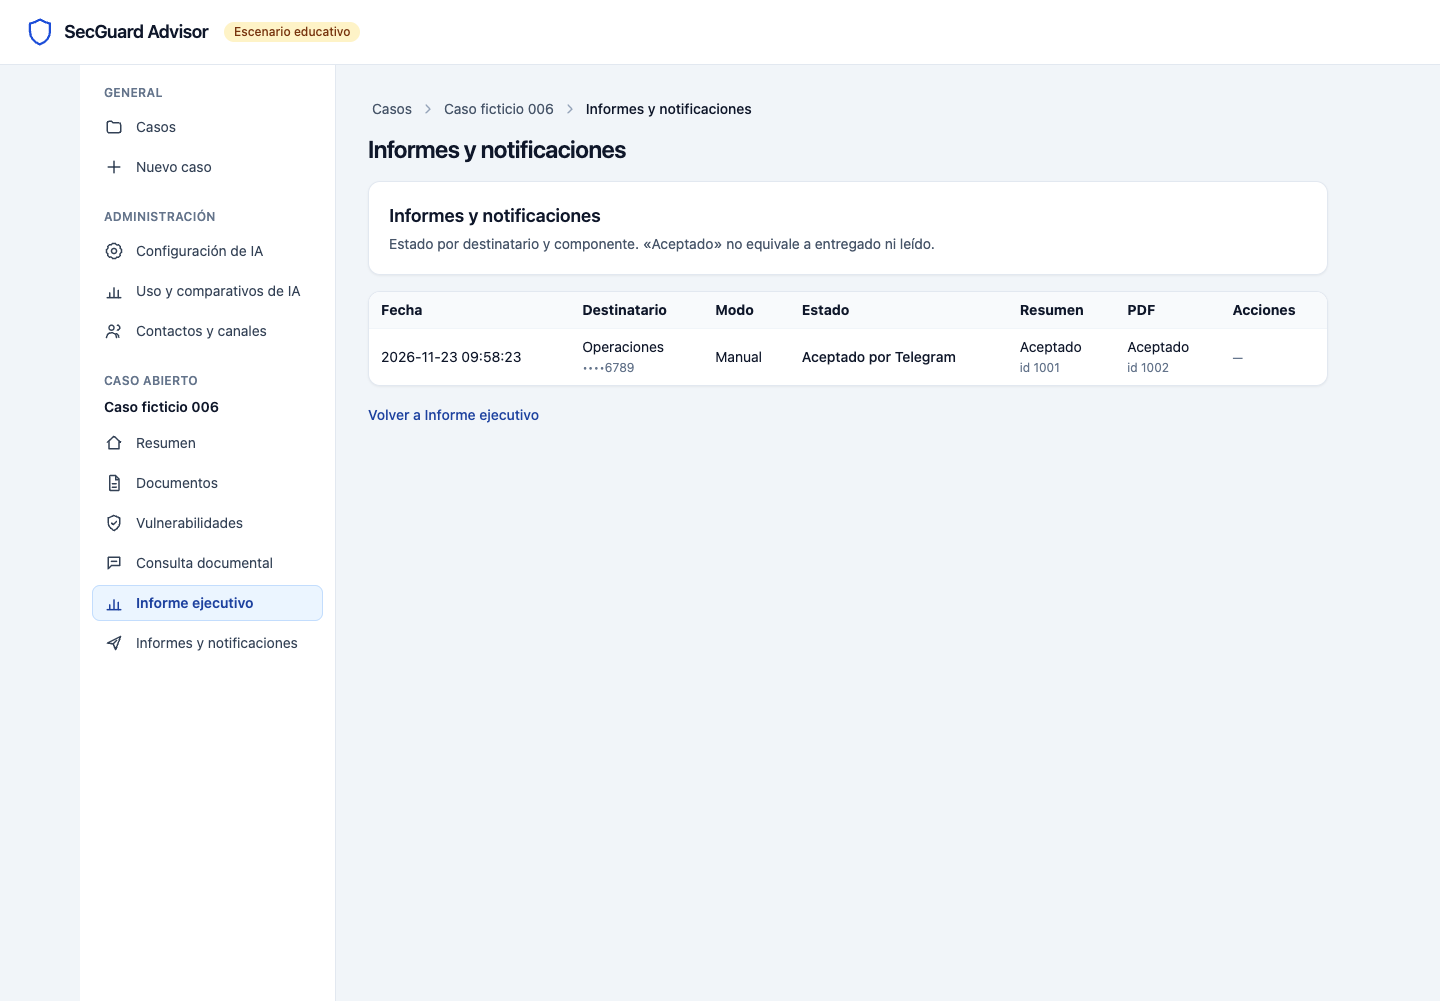 SecGuard Advisor
Escenario educativo
GENERAL
Casos
Nuevo caso
ADMINISTRACIÓN
Configuración de IA
Uso y comparativos de IA
Contactos y canales
CASO ABIERTO
Caso ficticio 006
Resumen
Documentos
Vulnerabilidades
Consulta documental
Informe ejecutivo
Informes y notificaciones
Casos > Caso ficticio 006 > Informes y notificaciones
Informes y notificaciones
Informes y notificaciones
Estado por destinatario y componente. «Aceptado» no equivale a entregado ni leído.
Fecha Destinatario Modo Estado Resumen PDF Acciones
2026-11-23 09:58:23 Operaciones Manual Aceptado por Telegram Aceptado Aceptado —
••••6789 id 1001 id 1002
Volver a Informe ejecutivo